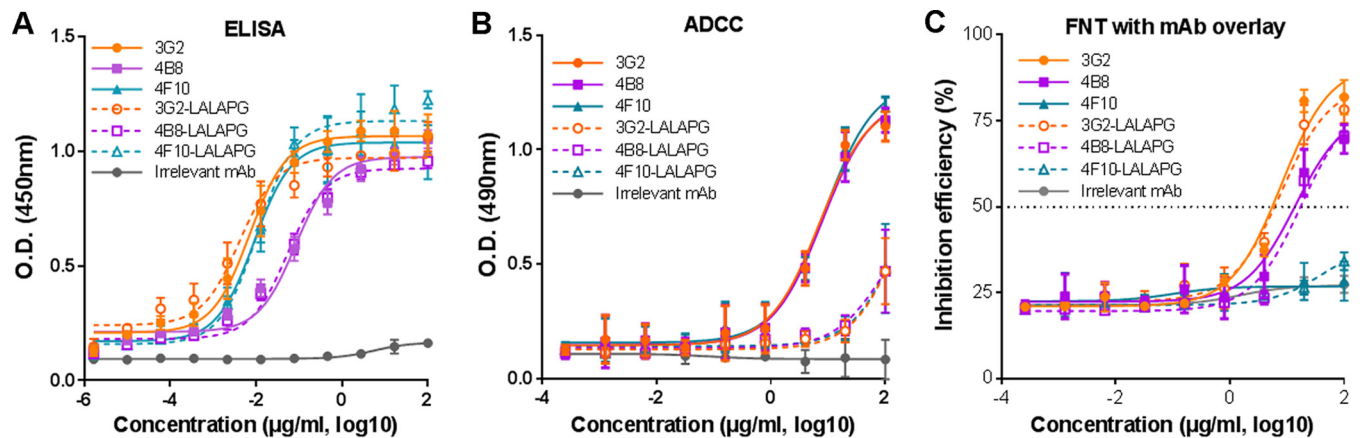 A
ELISA
3G2
4B8
4F10
3G2-LALAPG
4B8-LALAPG
4F10-LALAPG
Irrelevant mAb
O.D. (450nm)
1.5
1.0
0.5
0.0
-6 -4 -2 0 2
Concentration (µg/ml, log10)
B
ADCC
3G2
4B8
4F10
3G2-LALAPG
4B8-LALAPG
4F10-LALAPG
Irrelevant mAb
O.D. (490nm)
1.5
1.0
0.5
0.0
-4 -2 0 2
Concentration (µg/ml, log10)
C
FNT with mAb overlay
3G2
4B8
4F10
3G2-LALAPG
4B8-LALAPG
4F10-LALAPG
Irrelevant mAb
Inhibition efficiency (%)
100
75
50
25
0
-4 -2 0 2
Concentration (µg/ml, log10)